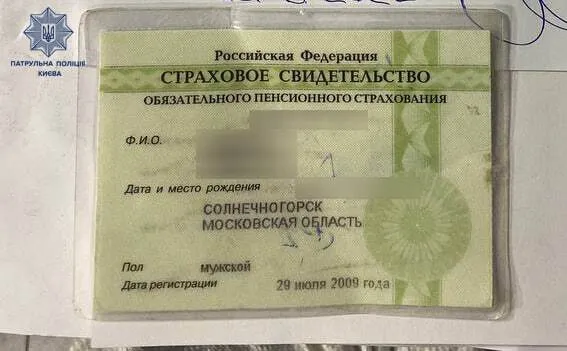 ПАТРУЛЬНА ПОЛІЦІЯ
КИЄВА
Российская Федерация
СТРАХОВОЕ СВИДЕТЕЛЬСТВО
ОБЯЗАТЕЛЬНОГО ПЕНСИОННОГО СТРАХОВАНИЯ
Ф.И.О.
Дата и место рождения
СОЛНЕЧНОГОРСК
МОСКОВСКАЯ ОБЛАСТЬ
Пол мужской
Дата регистрации 29 июля 2009 года